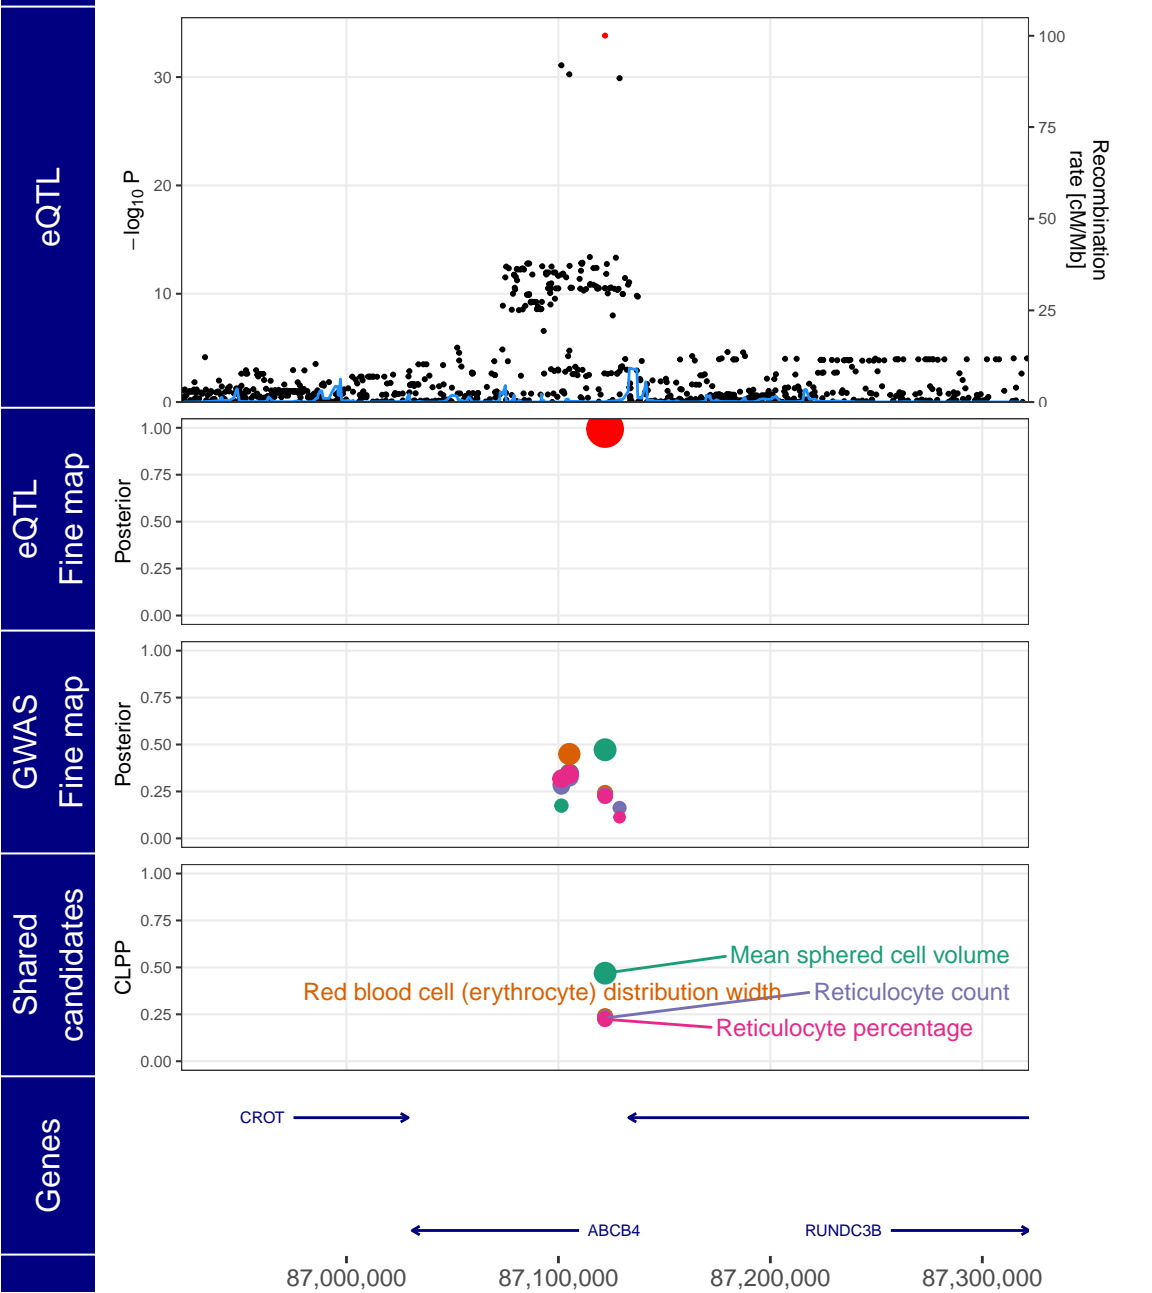 eQTL
−log10 P
30
20
10
0
100
75
50
25
0
Recombination
rate [cM/Mb]
eQTL
Fine map
Posterior
1.00
0.75
0.50
0.25
0.00
GWAS
Fine map
Posterior
1.00
0.75
0.50
0.25
0.00
Shared
candidates
CLPP
1.00
0.75
0.50
0.25
0.00
Mean sphered cell volume
Red blood cell (erythrocyte) distribution width
Reticulocyte count
Reticulocyte percentage
Genes
CROT
ABCB4
RUNDC3B
87,000,000
87,100,000
87,200,000
87,300,000